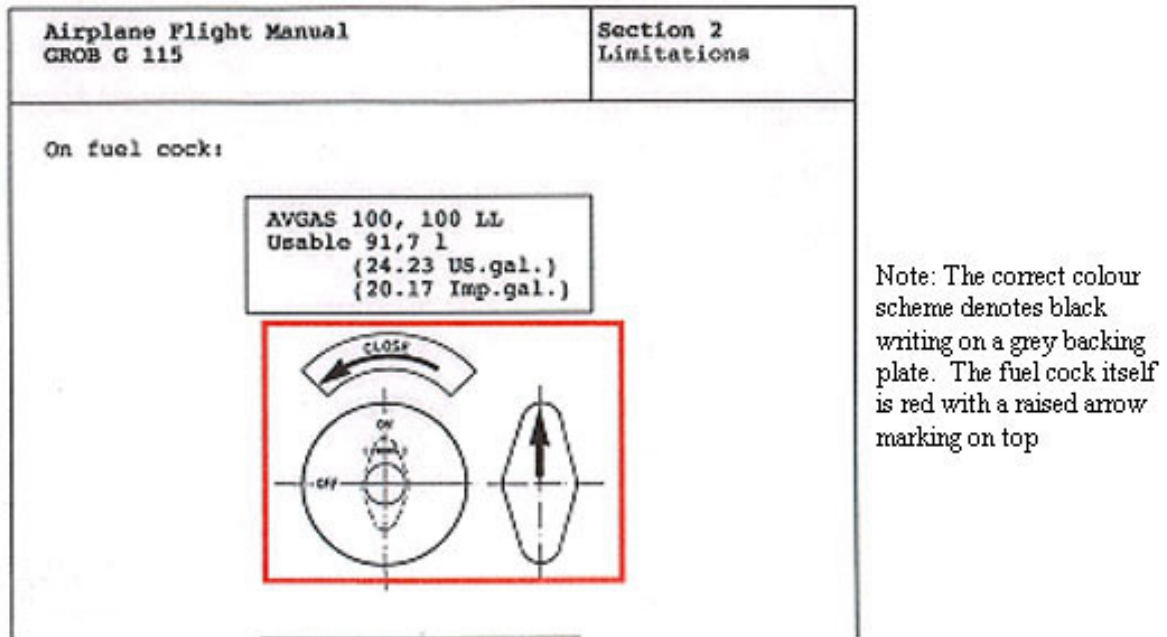 Airplane Flight Manual
GROB G 115
Section 2
Limitations
On fuel cock:
AVGAS 100, 100 LL
Usable 91,7 l
(24.23 US.gal.)
(20.17 Imp.gal.)
CLOSE
ON
OFF
Note: The correct colour
scheme denotes black
writing on a grey backing
plate. The fuel cock itself
is red with a raised arrow
marking on top